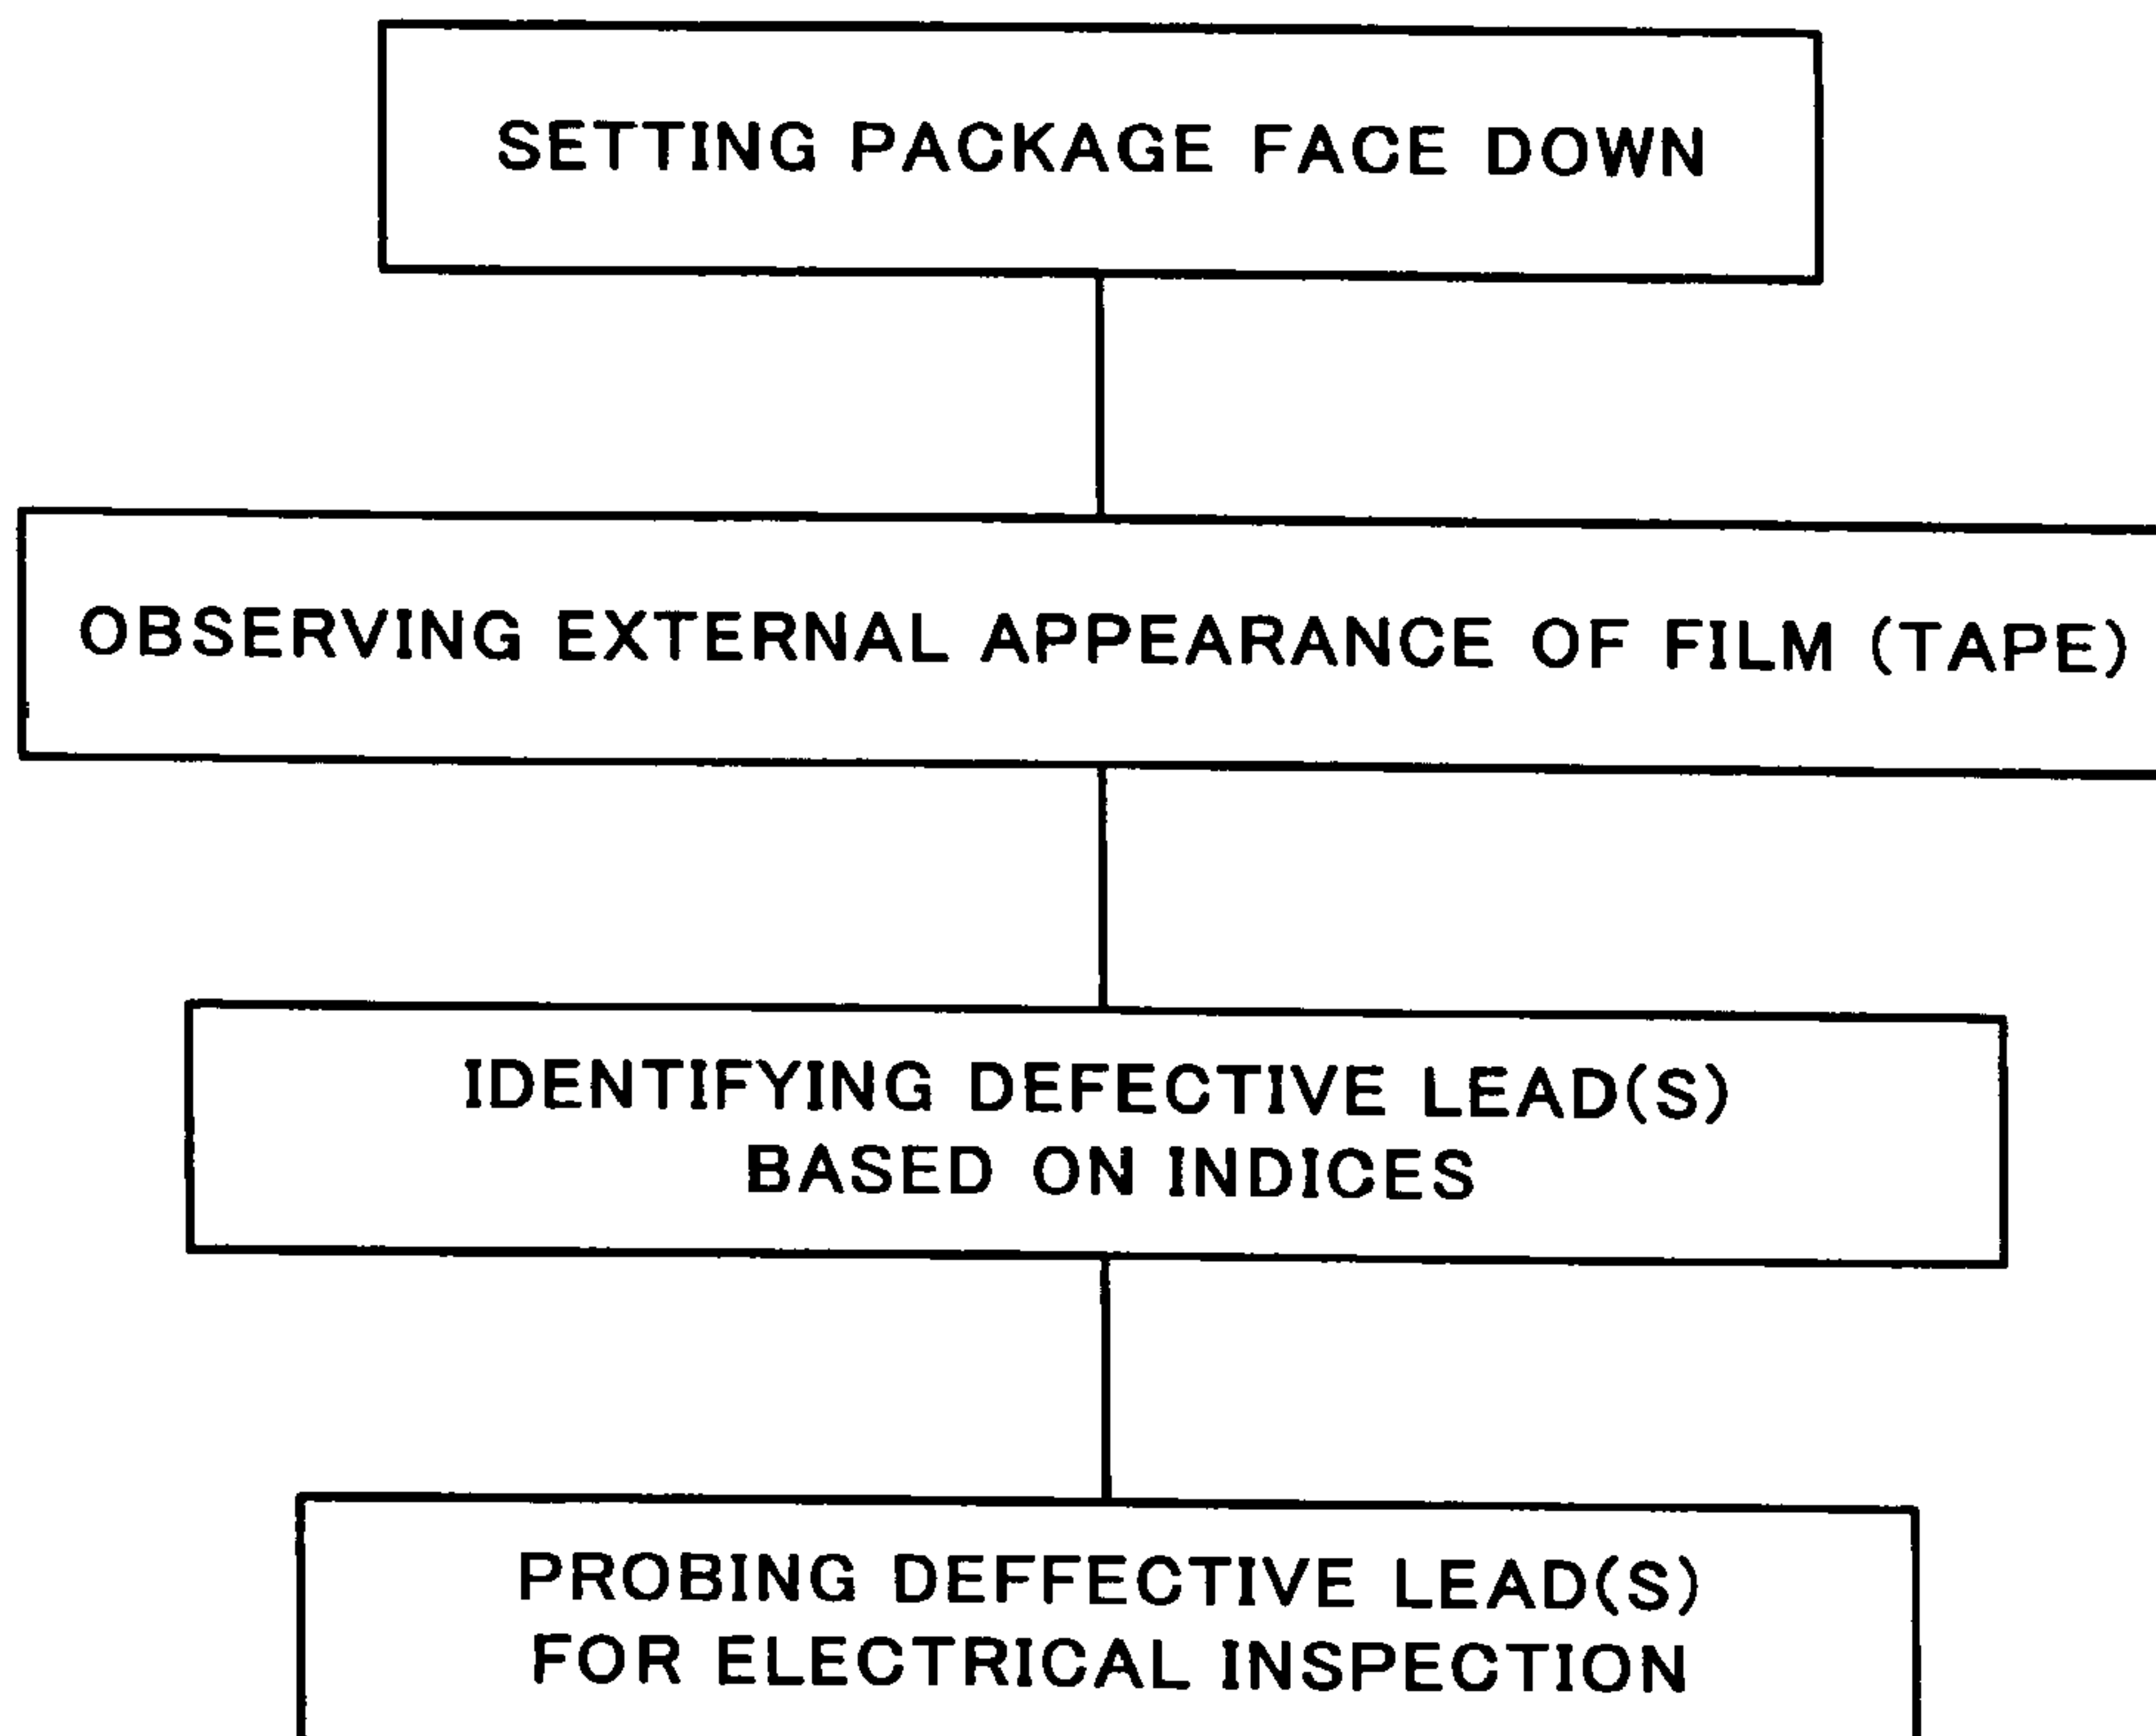 SETTING PACKAGE FACE DOWN
OBSERVING EXTERNAL APPEARANCE OF FILM (TAPE)
IDENTIFYING DEFECTIVE LEAD(S)
BASED ON INDICES
PROBING DEFFECTIVE LEAD(S)
FOR ELECTRICAL INSPECTION